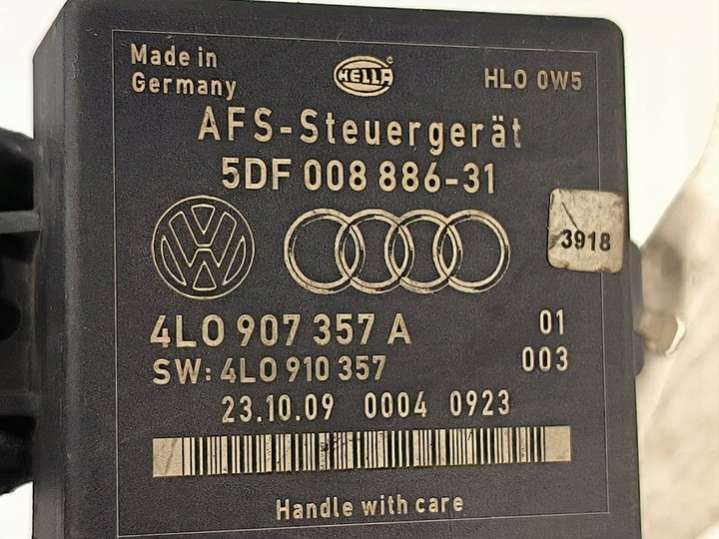 Made in
Germany
HELLA
HLO 0W5
AFS-Steuergerät
5DF 008 886-31
3918
4L0 907 357 A
01
SW: 4L0 910 357
003
23.10.09 0004 0923
Handle with care